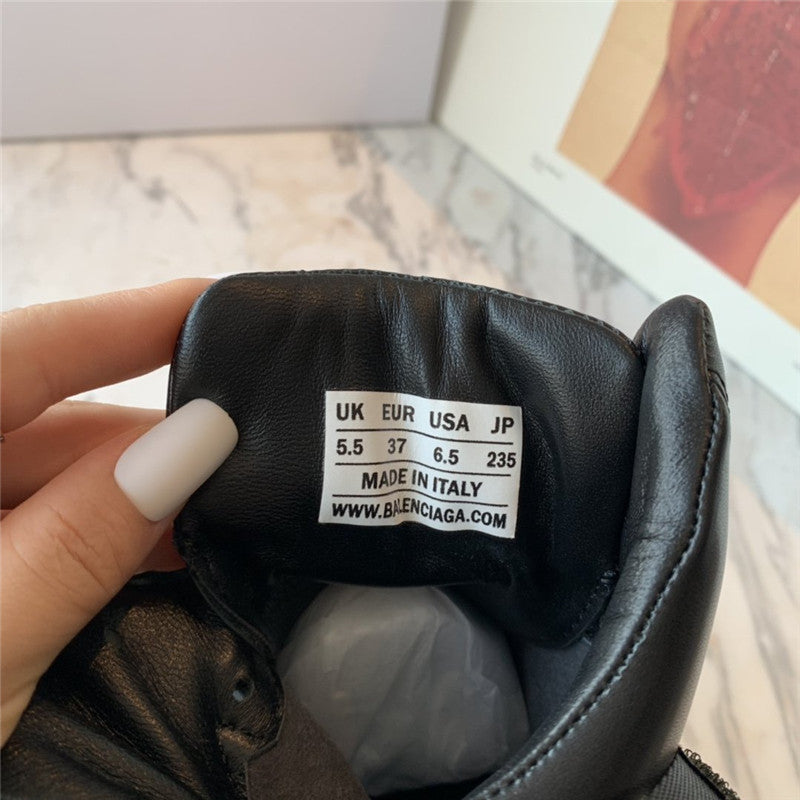 UK EUR USA JP
5.5 37 6.5 235
MADE IN ITALY
WWW.BALENCIAGA.COM